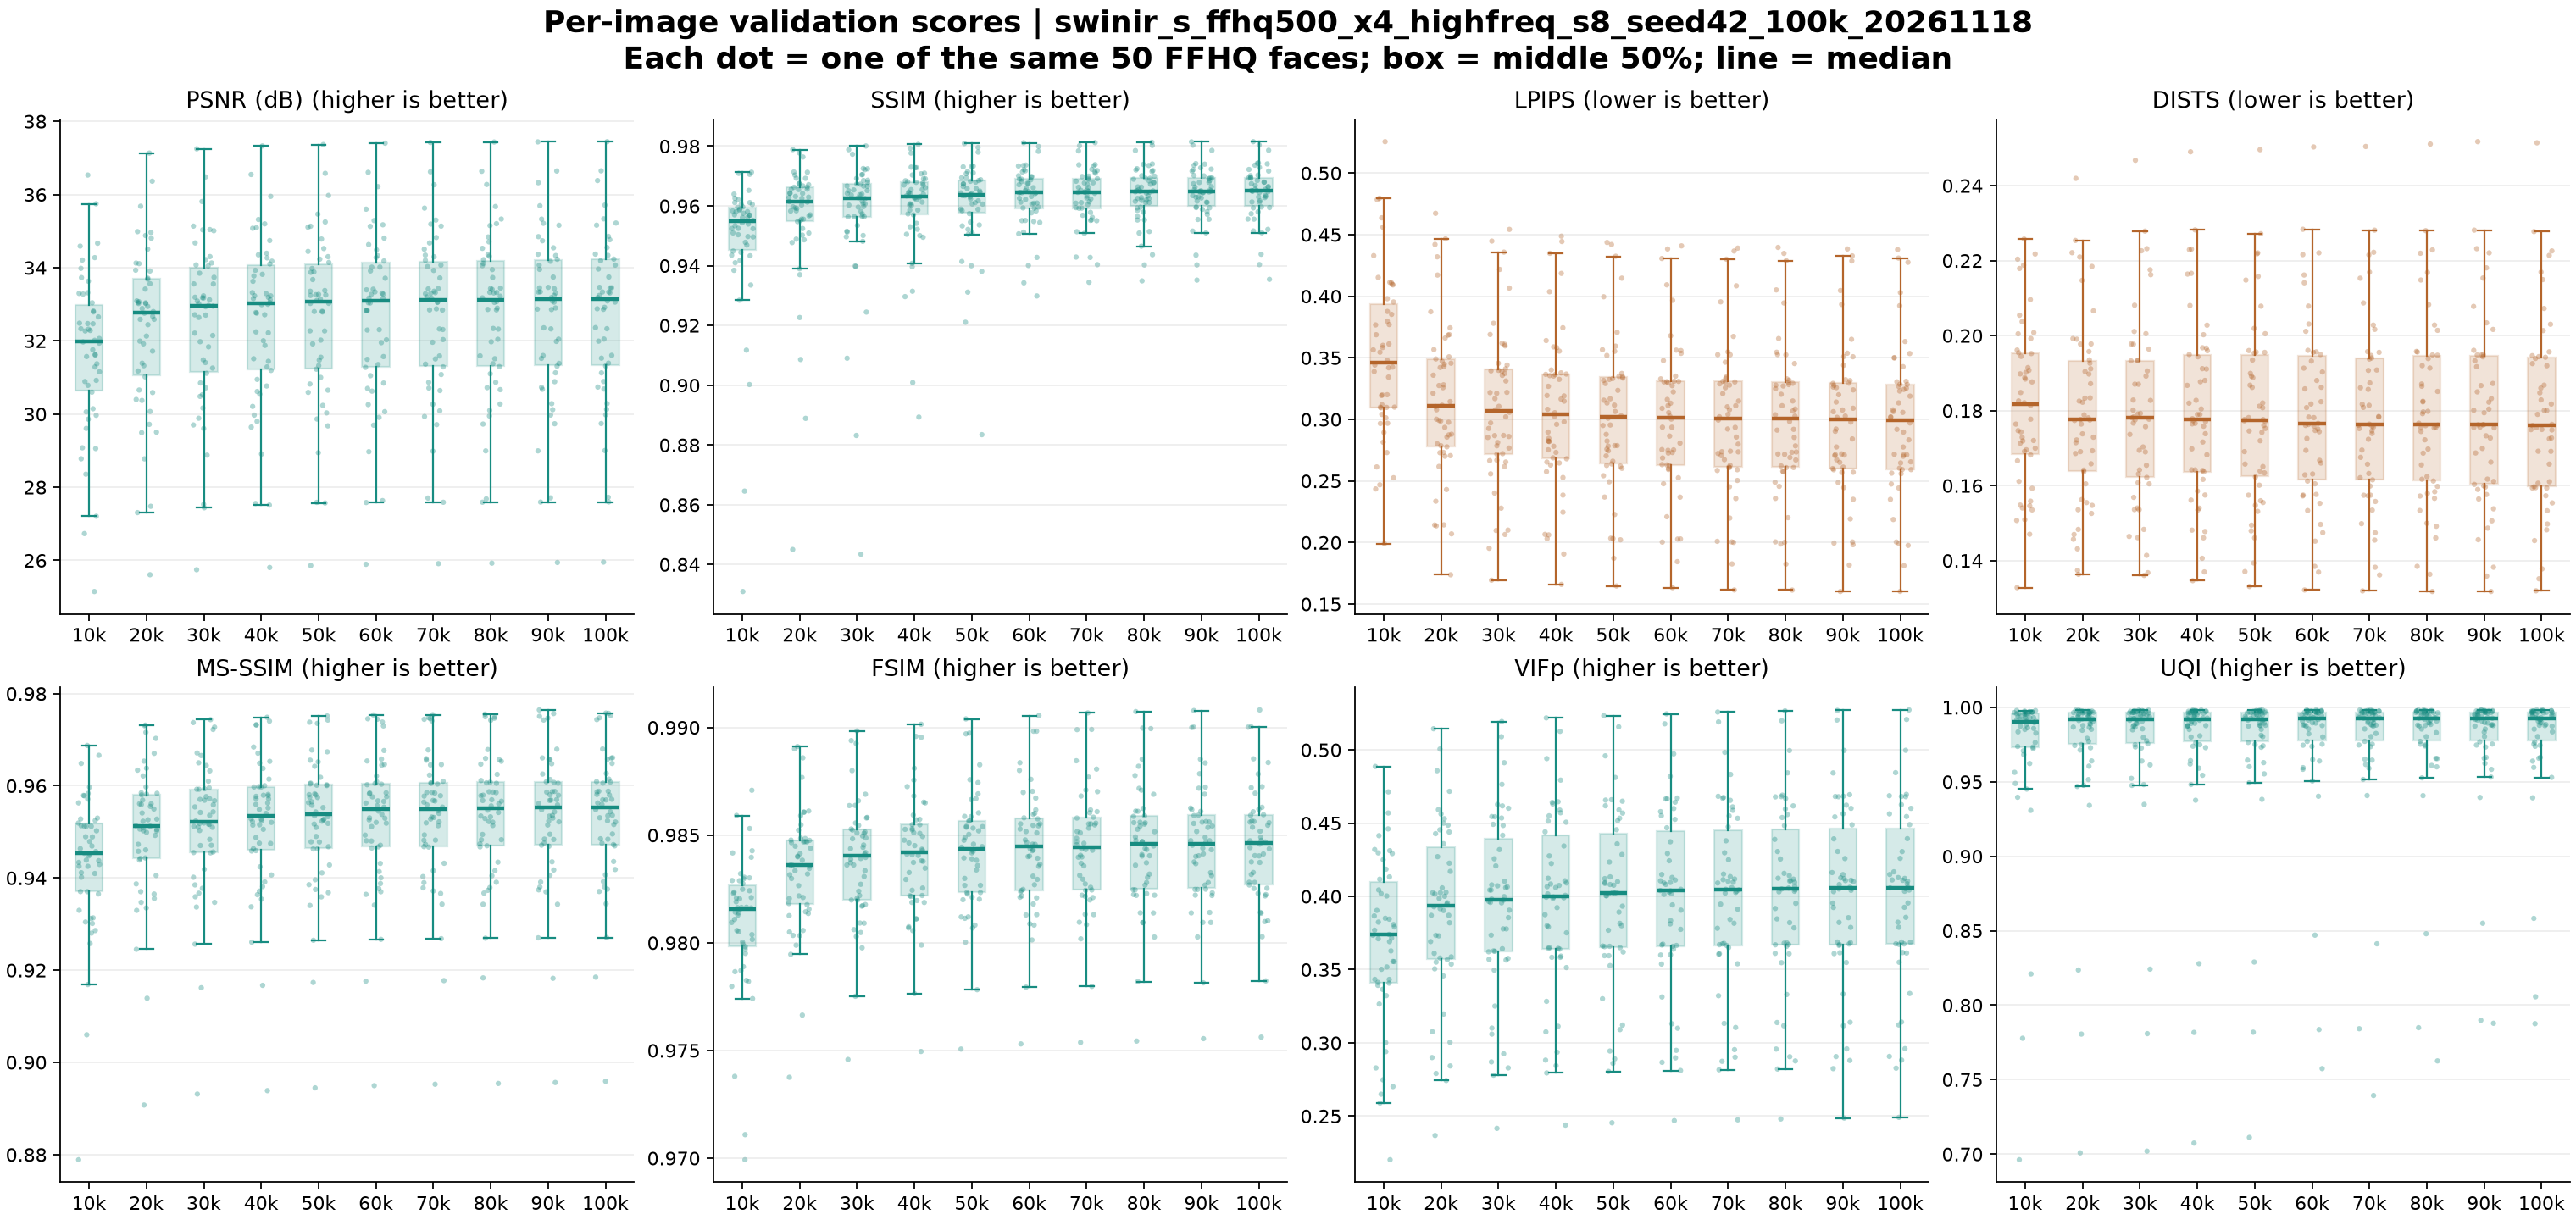 Per-image validation scores | swinir_s_ffhq500_x4_highfreq_s8_seed42_100k_20261118
Each dot = one of the same 50 FFHQ faces; box = middle 50%; line = median
PSNR (dB) (higher is better)
38
36
34
32
30
28
26
10k 20k 30k 40k 50k 60k 70k 80k 90k 100k
SSIM (higher is better)
0.98
0.96
0.94
0.92
0.90
0.88
0.86
0.84
10k 20k 30k 40k 50k 60k 70k 80k 90k 100k
LPIPS (lower is better)
0.50
0.45
0.40
0.35
0.30
0.25
0.20
0.15
10k 20k 30k 40k 50k 60k 70k 80k 90k 100k
DISTS (lower is better)
0.24
0.22
0.20
0.18
0.16
0.14
10k 20k 30k 40k 50k 60k 70k 80k 90k 100k
MS-SSIM (higher is better)
0.98
0.96
0.94
0.92
0.90
0.88
10k 20k 30k 40k 50k 60k 70k 80k 90k 100k
FSIM (higher is better)
0.990
0.985
0.980
0.975
0.970
10k 20k 30k 40k 50k 60k 70k 80k 90k 100k
VIFp (higher is better)
0.50
0.45
0.40
0.35
0.30
0.25
10k 20k 30k 40k 50k 60k 70k 80k 90k 100k
UQI (higher is better)
1.00
0.95
0.90
0.85
0.80
0.75
0.70
10k 20k 30k 40k 50k 60k 70k 80k 90k 100k